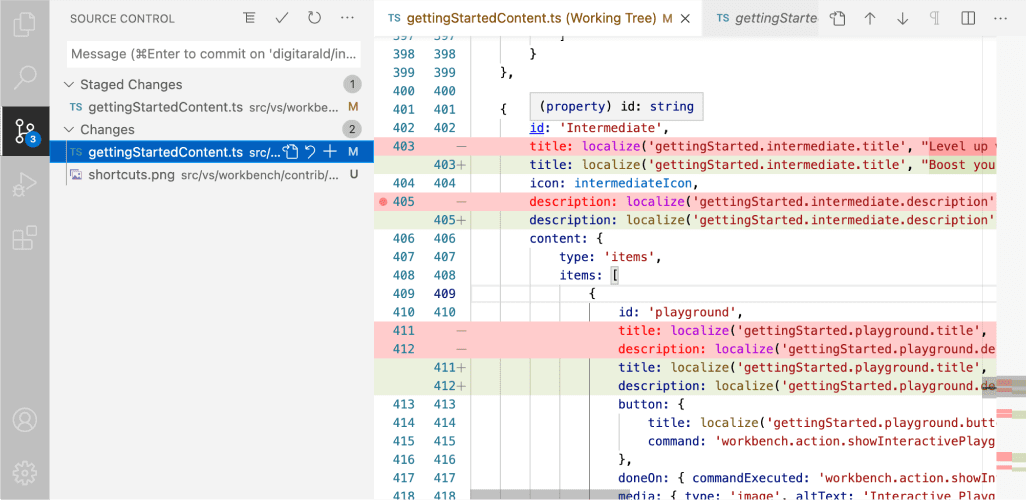 SOURCE CONTROL
Message (⌘Enter to commit on 'digitarald/in...
Staged Changes 1
TS gettingStartedContent.ts src/vs/workbe... M
Changes 2
TS gettingStartedContent.ts src/... M
shortcuts.png src/vs/workbench/contrib/... U
3
TS gettingStartedContent.ts (Working Tree) M
TS gettingStarte
397 397 ]
398 398 }
399 399 },
400 400
401 401 {
(property) id: string
402 402 id: 'Intermediate',
403 — title: localize('gettingStarted.intermediate.title', "Level up
403+ title: localize('gettingStarted.intermediate.title', "Boost you
404 404 icon: intermediateIcon,
405 — description: localize('gettingStarted.intermediate.description'
405+ description: localize('gettingStarted.intermediate.description'
406 406 content: {
407 407 type: 'items',
408 408 items: [
409 409 {
410 410 id: 'playground',
411 — title: localize('gettingStarted.playground.title',
412 — description: localize('gettingStarted.playground.de
411+ title: localize('gettingStarted.playground.title',
412+ description: localize('gettingStarted.playground.de
413 413 button: {
414 414 title: localize('gettingStarted.playground.butt
415 415 command: 'workbench.action.showInteractivePlayg
416 416 },
417 417 doneOn: { commandExecuted: 'workbench.action.showIn
418 418 media: { type: 'image', altText: 'Interactive Playg